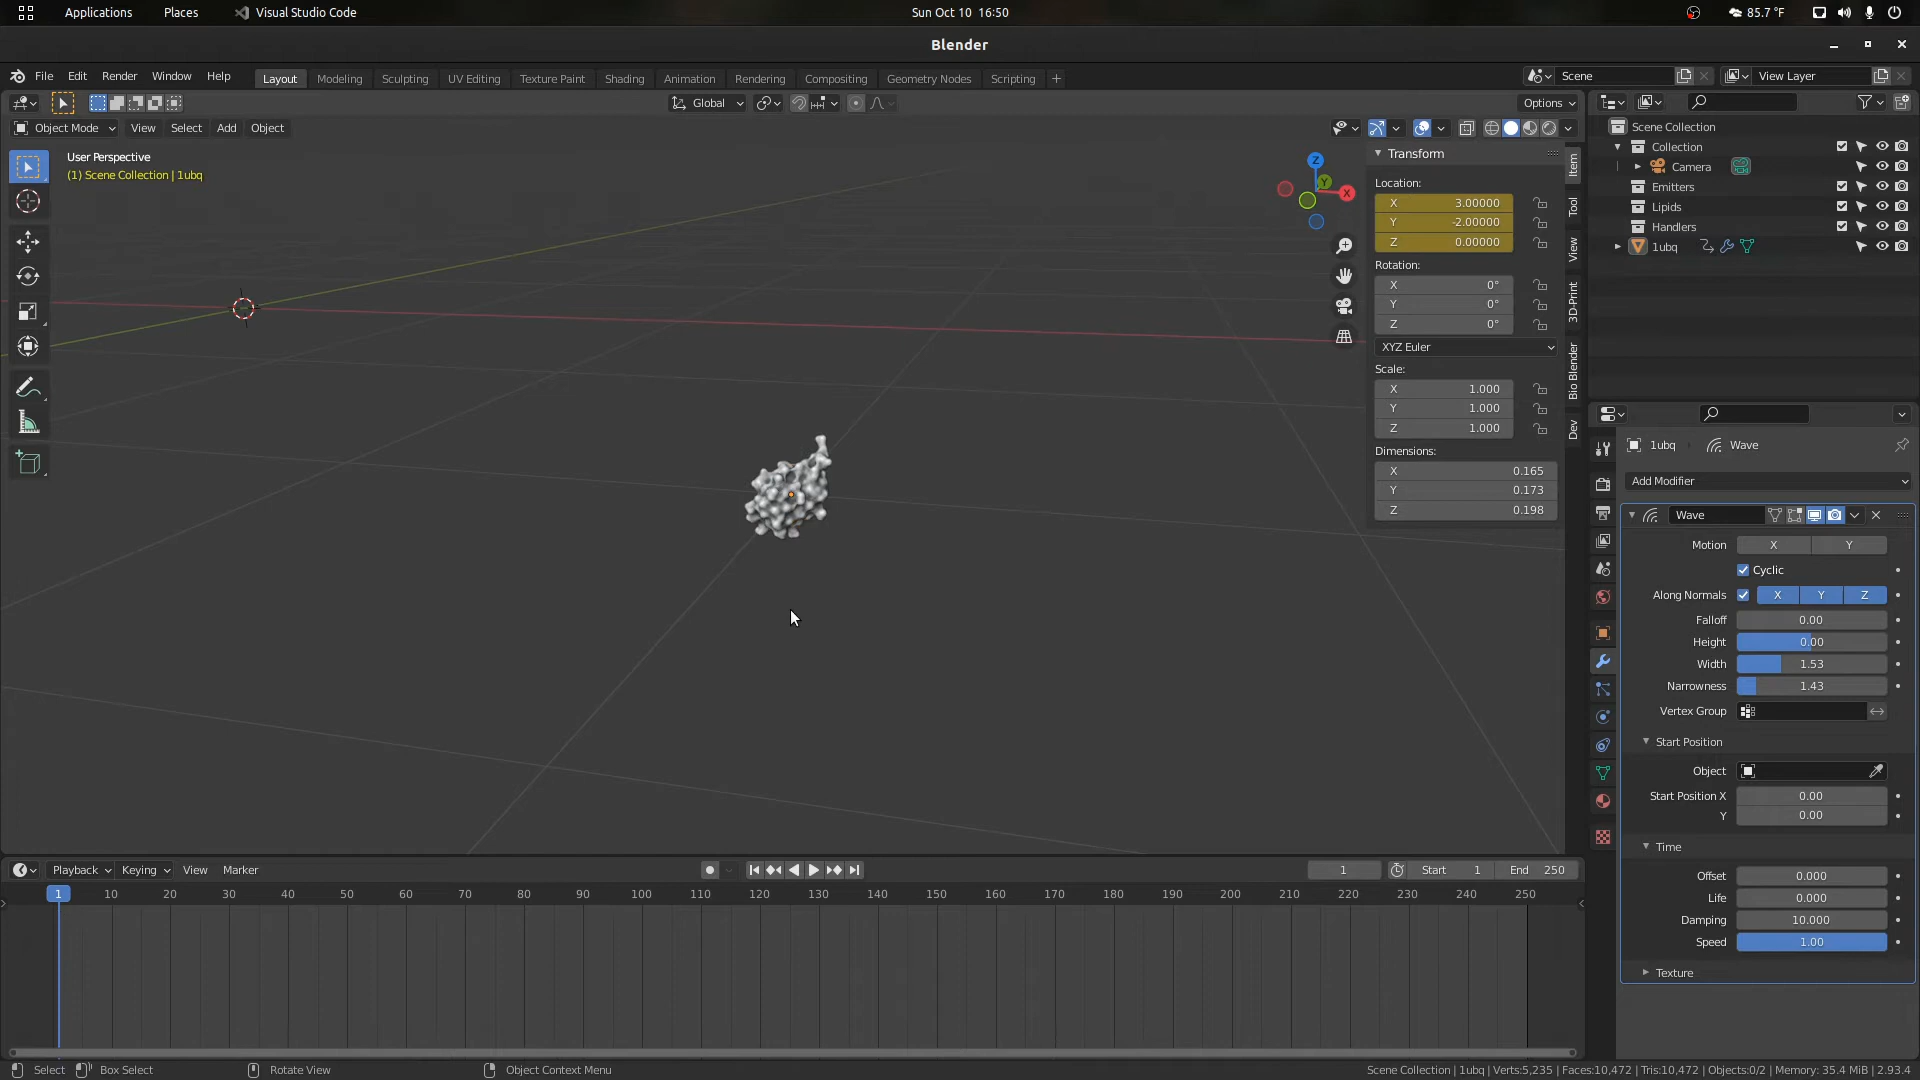 Applications Places Visual Studio Code Sun Oct 10 16:50 85.7 °F
Blender
File Edit Render Window Help Layout Modeling Sculpting UV Editing Texture Paint Shading Animation Rendering Compositing Geometry Nodes Scripting + Scene View Layer
Global Options
Object Mode View Select Add Object
User Perspective
(1) Scene Collection | 1ubq
Z
Y
X
Transform
Location:
X 3.00000
Y -2.00000
Z 0.00000
Rotation:
X 0°
Y 0°
Z 0°
XYZ Euler
Scale:
X 1.000
Y 1.000
Z 1.000
Dimensions:
X 0.165
Y 0.173
Z 0.198
Item
Tool
View
3D-Print
Bio Blender
Dev
Scene Collection
Collection
Camera
Emitters
Lipids
Handlers
1ubq
1ubq Wave
Add Modifier
Wave
Motion X Y
Cyclic
Along Normals X Y Z
Falloff 0.00
Height 0.00
Width 1.53
Narrowness 1.43
Vertex Group
Start Position
Object
Start Position X 0.00
Y 0.00
Time
Offset 0.000
Life 0.000
Damping 10.000
Speed 1.00
Texture
Playback Keying View Marker 1 Start 1 End 250
1 10 20 30 40 50 60 70 80 90 100 110 120 130 140 150 160 170 180 190 200 210 220 230 240 250
Select Box Select Rotate View Object Context Menu Scene Collection | 1ubq | Verts:5,235 | Faces:10,472 | Tris:10,472 | Objects:0/2 | Memory: 35.4 MiB | 2.93.4